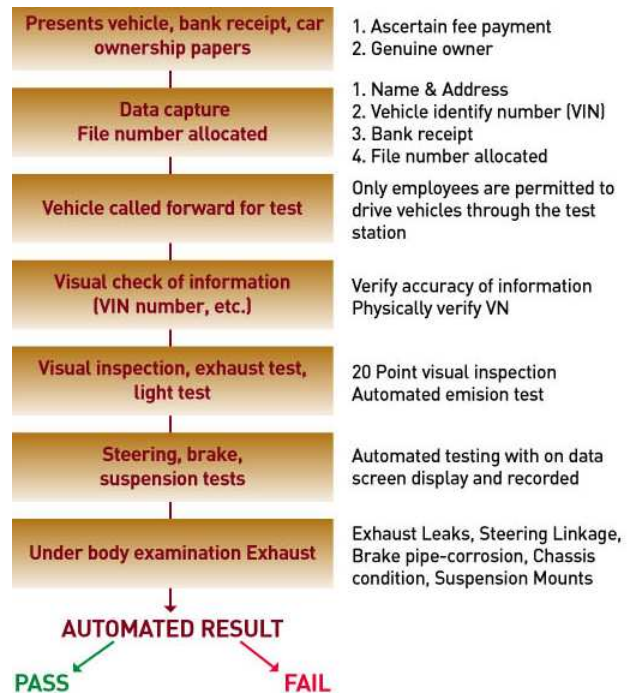 Presents vehicle, bank receipt, car
ownership papers
1. Ascertain fee payment
2. Genuine owner
Data capture
File number allocated
1. Name & Address
2. Vehicle identify number (VIN)
3. Bank receipt
4. File number allocated
Vehicle called forward for test
Only employees are permitted to
drive vehicles through the test
station
Visual check of information
(VIN number, etc.)
Verify accuracy of information
Physically verify VN
Visual inspection, exhaust test,
light test
20 Point visual inspection
Automated emision test
Steering, brake,
suspension tests
Automated testing with on data
screen display and recorded
Under body examination Exhaust
Exhaust Leaks, Steering Linkage,
Brake pipe-corrosion, Chassis
condition, Suspension Mounts
AUTOMATED RESULT
PASS
FAIL